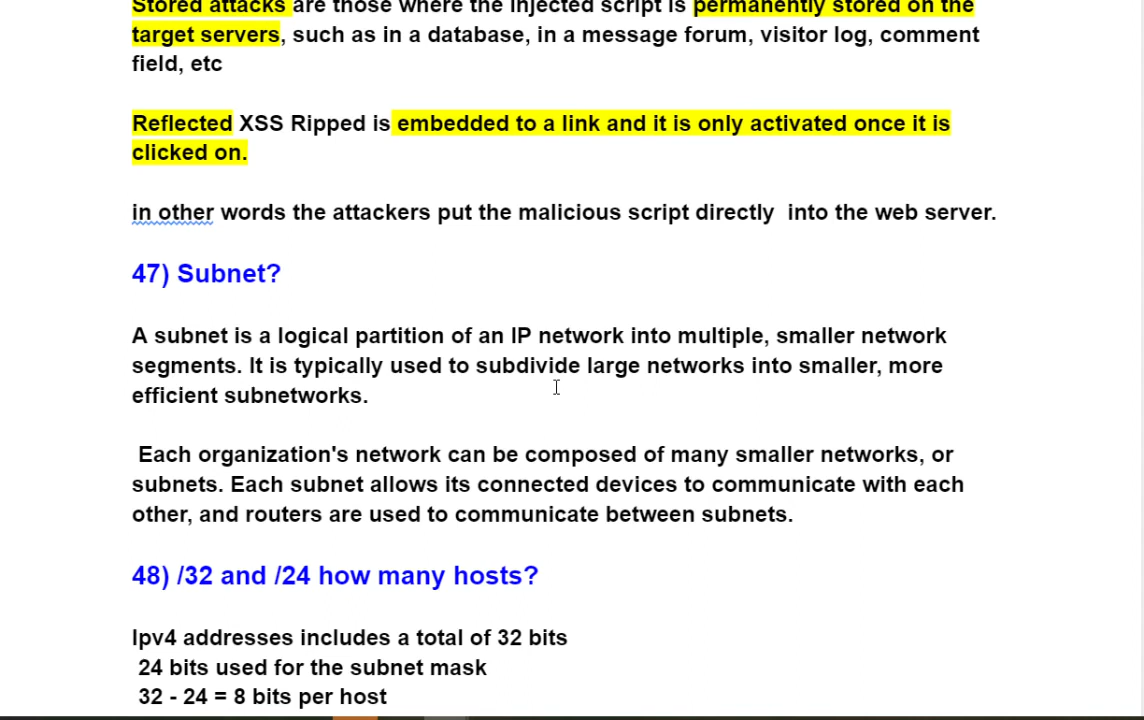 Stored attacks are those where the injected script is permanently stored on the
target servers, such as in a database, in a message forum, visitor log, comment
field, etc
Reflected XSS Ripped is embedded to a link and it is only activated once it is
clicked on.
in other words the attackers put the malicious script directly  into the web server.
47) Subnet?
A subnet is a logical partition of an IP network into multiple, smaller network
segments. It is typically used to subdivide large networks into smaller, more
efficient subnetworks.
Each organization's network can be composed of many smaller networks, or
subnets. Each subnet allows its connected devices to communicate with each
other, and routers are used to communicate between subnets.
48) /32 and /24 how many hosts?
Ipv4 addresses includes a total of 32 bits
24 bits used for the subnet mask
32 - 24 = 8 bits per host